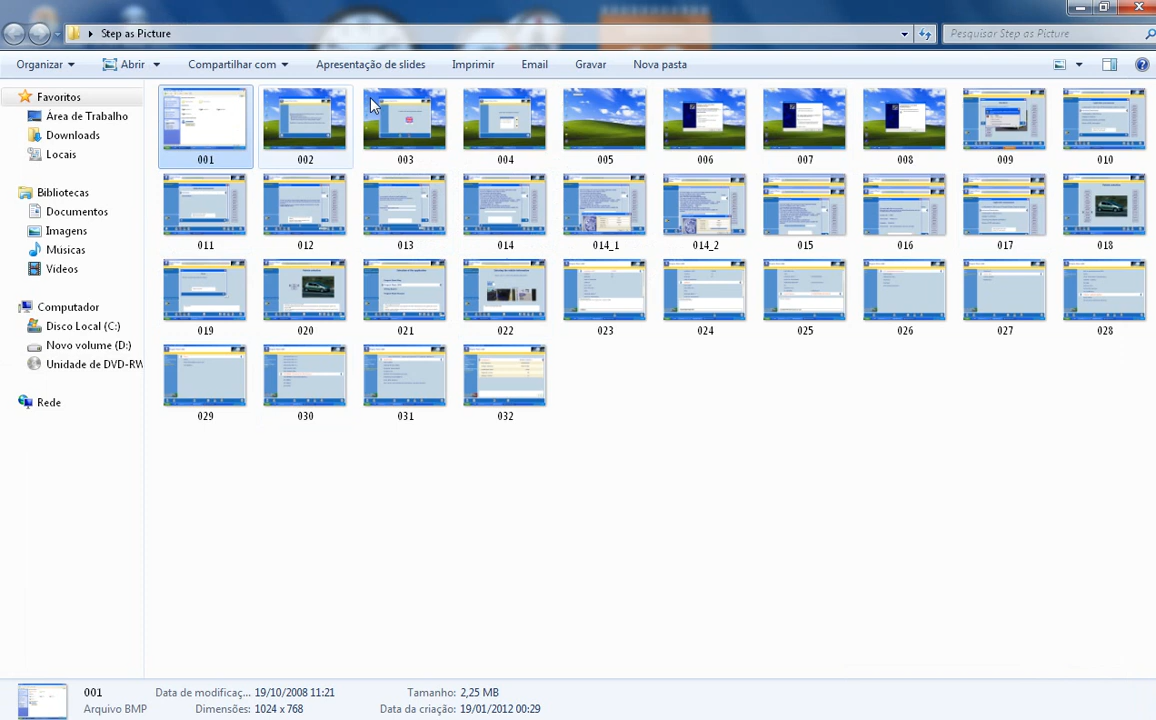 Step as Picture
Pesquisar Step as Picture
Organizar Abrir Compartilhar com Apresentação de slides Imprimir Email Gravar Nova pasta
Favoritos
Área de Trabalho
Downloads
Locais
Bibliotecas
Documentos
Imagens
Músicas
Vídeos
Computador
Disco Local (C:)
Novo volume (D:)
Unidade de DVD-RW
Rede
001 002 003 004 005 006 007 008 009 010
011 012 013 014 014_1 014_2 015 016 017 018
019 020 021 022 023 024 025 026 027 028
029 030 031 032
001 Data de modificaç... 19/10/2008 11:21 Tamanho: 2,25 MB
Arquivo BMP Dimensões: 1024 x 768 Data da criação: 19/01/2012 00:29